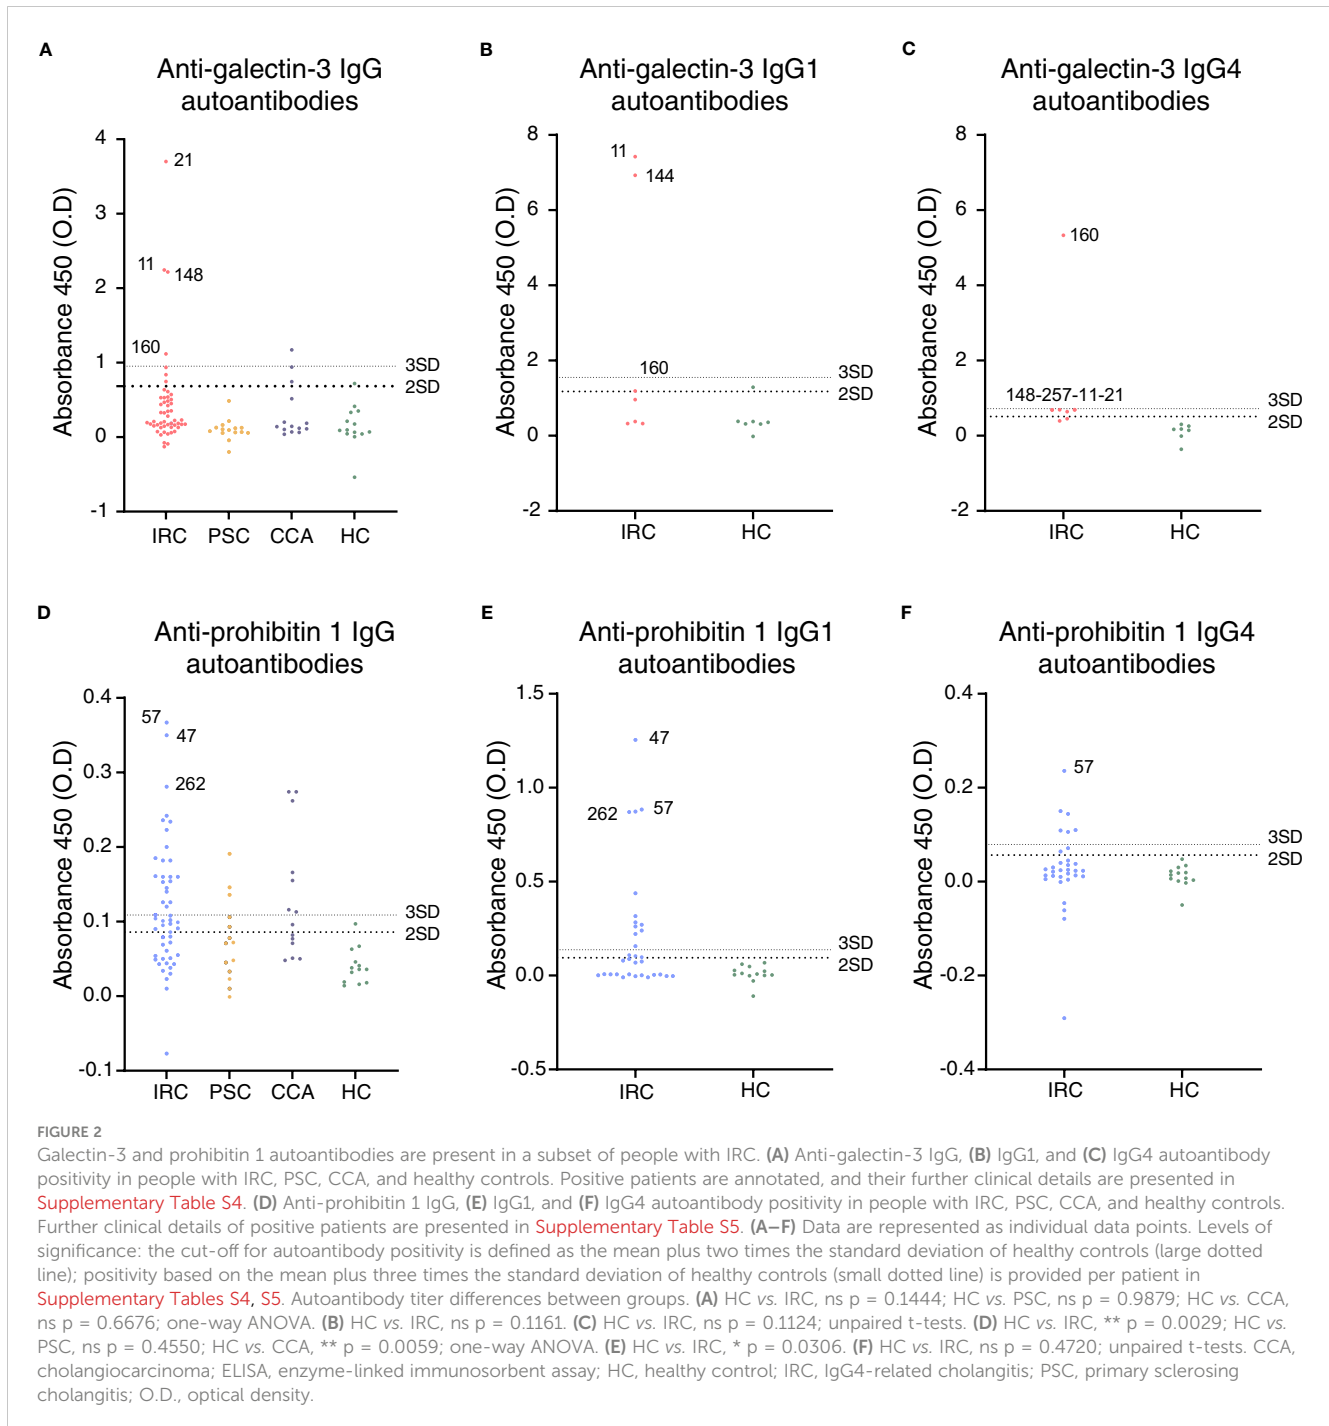 A
Anti-galectin-3 IgG
autoantibodies
Absorbance 450 (O.D)
4
3
2
1
0
-1
21
11
148
160
3SD
2SD
IRC PSC CCA HC
B
Anti-galectin-3 IgG1
autoantibodies
Absorbance 450 (O.D)
8
6
4
2
0
-2
11
144
160
3SD
2SD
IRC HC
C
Anti-galectin-3 IgG4
autoantibodies
Absorbance 450 (O.D)
8
6
4
2
0
-2
160
148-257-11-21
3SD
2SD
IRC HC
D
Anti-prohibitin 1 IgG
autoantibodies
Absorbance 450 (O.D)
0.4
0.3
0.2
0.1
0.0
-0.1
57
47
262
3SD
2SD
IRC PSC CCA HC
E
Anti-prohibitin 1 IgG1
autoantibodies
Absorbance 450 (O.D)
1.5
1.0
0.5
0.0
-0.5
47
262
57
3SD
2SD
IRC HC
F
Anti-prohibitin 1 IgG4
autoantibodies
Absorbance 450 (O.D)
0.4
0.2
0.0
-0.2
-0.4
57
3SD
2SD
IRC HC
FIGURE 2
Galectin-3 and prohibitin 1 autoantibodies are present in a subset of people with IRC. (A) Anti-galectin-3 IgG, (B) IgG1, and (C) IgG4 autoantibody
positivity in people with IRC, PSC, CCA, and healthy controls. Positive patients are annotated, and their further clinical details are presented in
Supplementary Table S4. (D) Anti-prohibitin 1 IgG, (E) IgG1, and (F) IgG4 autoantibody positivity in people with IRC, PSC, CCA, and healthy controls.
Further clinical details of positive patients are presented in Supplementary Table S5. (A–F) Data are represented as individual data points. Levels of
significance: the cut-off for autoantibody positivity is defined as the mean plus two times the standard deviation of healthy controls (large dotted
line); positivity based on the mean plus three times the standard deviation of healthy controls (small dotted line) is provided per patient in
Supplementary Tables S4, S5. Autoantibody titer differences between groups. (A) HC vs. IRC, ns p = 0.1444; HC vs. PSC, ns p = 0.9879; HC vs. CCA,
ns p = 0.6676; one-way ANOVA. (B) HC vs. IRC, ns p = 0.1161. (C) HC vs. IRC, ns p = 0.1124; unpaired t-tests. (D) HC vs. IRC, ** p = 0.0029; HC vs.
PSC, ns p = 0.4550; HC vs. CCA, ** p = 0.0059; one-way ANOVA. (E) HC vs. IRC, * p = 0.0306. (F) HC vs. IRC, ns p = 0.4720; unpaired t-tests. CCA,
cholangiocarcinoma; ELISA, enzyme-linked immunosorbent assay; HC, healthy control; IRC, IgG4-related cholangitis; PSC, primary sclerosing
cholangitis; O.D., optical density.